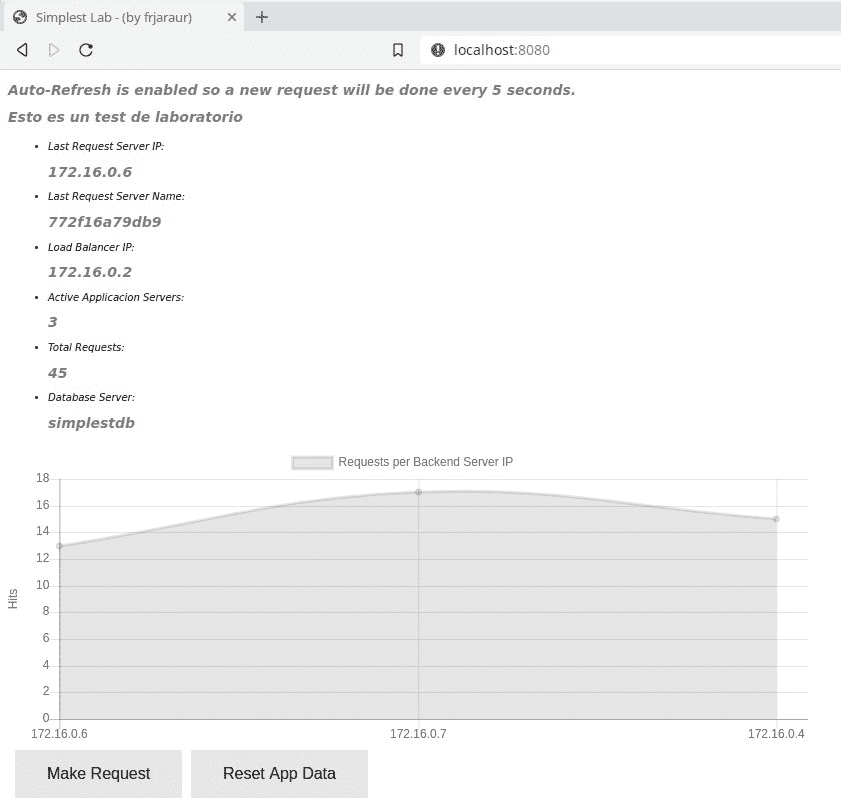 Simplest Lab - (by frjaraur)
localhost:8080
Auto-Refresh is enabled so a new request will be done every 5 seconds.
Esto es un test de laboratorio
Last Request Server IP:
172.16.0.6
Last Request Server Name:
772f16a79db9
Load Balancer IP:
172.16.0.2
Active Applicacion Servers:
3
Total Requests:
45
Database Server:
simplestdb
Requests per Backend Server IP
18
16
14
12
10
8
6
4
2
0
Hits
172.16.0.6 172.16.0.7 172.16.0.4
Make Request Reset App Data